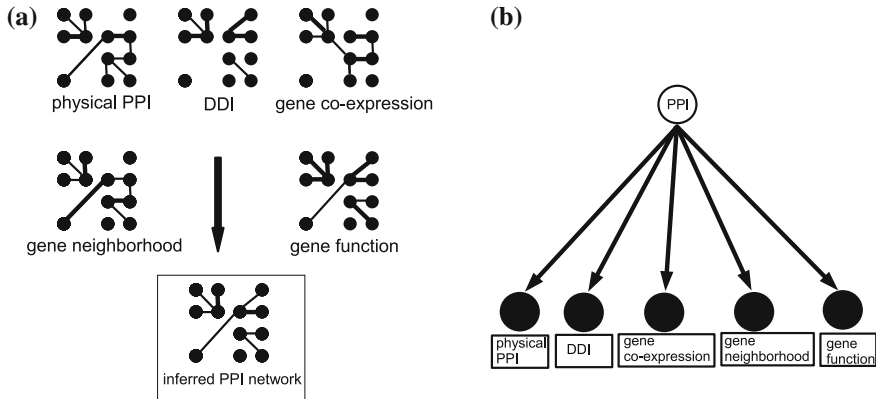 (a)
physical PPI
DDI
gene co-expression
gene neighborhood
gene function
inferred PPI network
(b)
PPI
physical
PPI
DDI
gene
co-expression
gene
neighborhood
gene
function